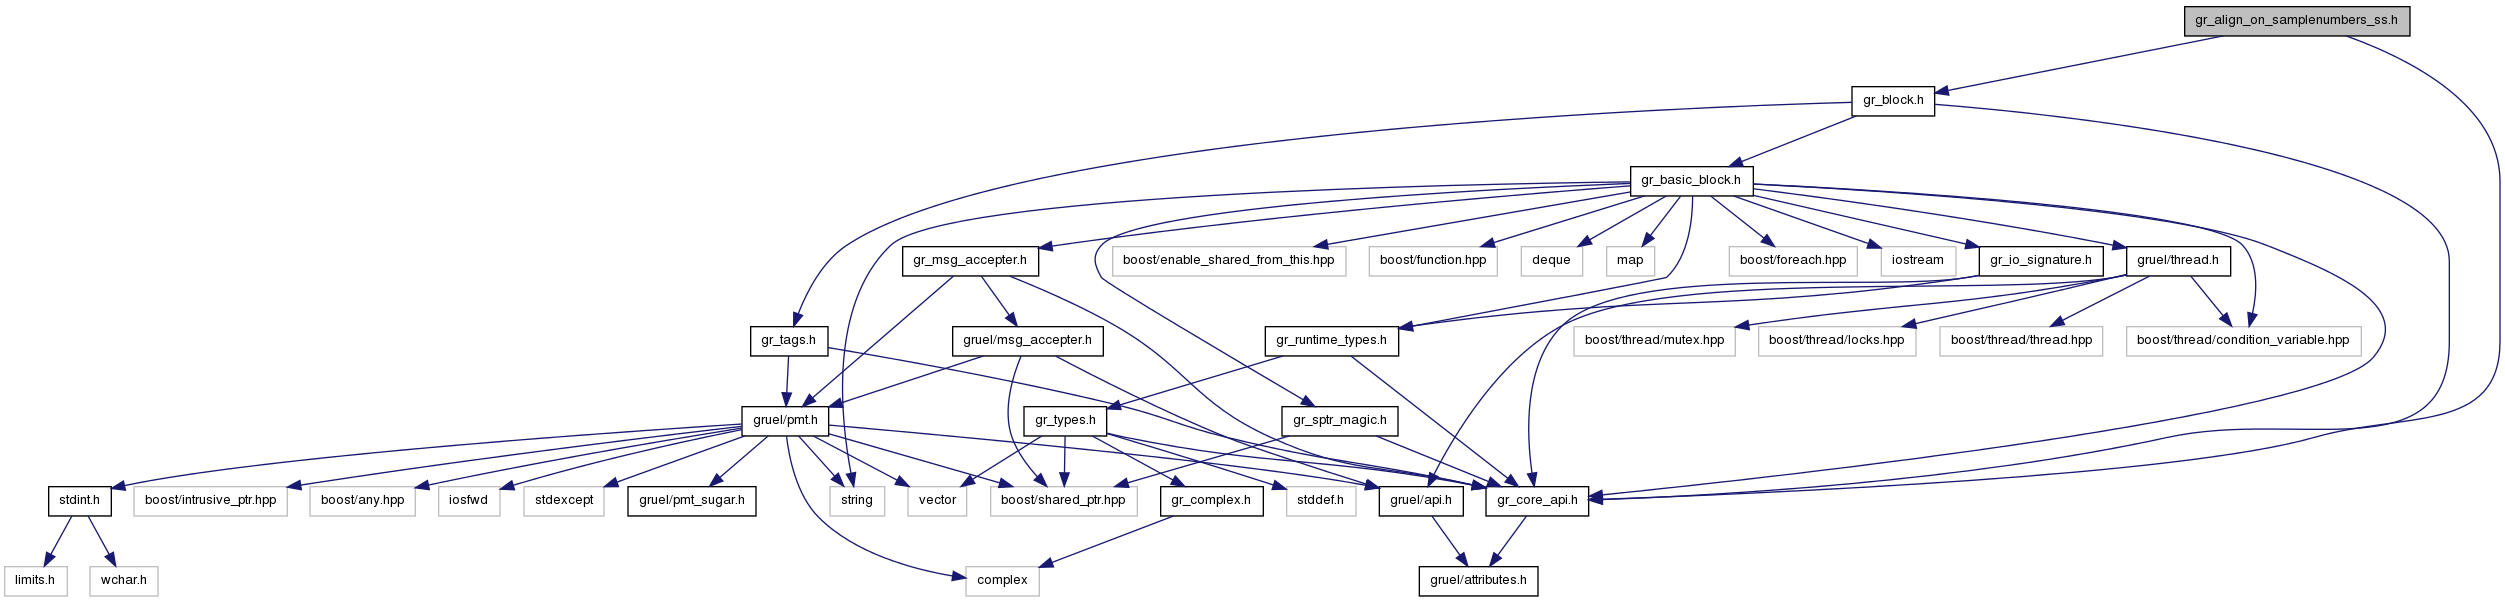 gr_align_on_samplenumbers_ss.h
gr_block.h
gr_basic_block.h
gr_msg_accepter.h
boost/enable_shared_from_this.hpp
boost/function.hpp
deque
map
boost/foreach.hpp
iostream
gr_io_signature.h
gruel/thread.h
gr_tags.h
gruel/msg_accepter.h
gr_runtime_types.h
boost/thread/mutex.hpp
boost/thread/locks.hpp
boost/thread/thread.hpp
boost/thread/condition_variable.hpp
gruel/pmt.h
gr_types.h
gr_sptr_magic.h
stdint.h
boost/intrusive_ptr.hpp
boost/any.hpp
iosfwd
stdexcept
gruel/pmt_sugar.h
string
vector
boost/shared_ptr.hpp
gr_complex.h
stddef.h
gruel/api.h
gr_core_api.h
limits.h
wchar.h
complex
gruel/attributes.h